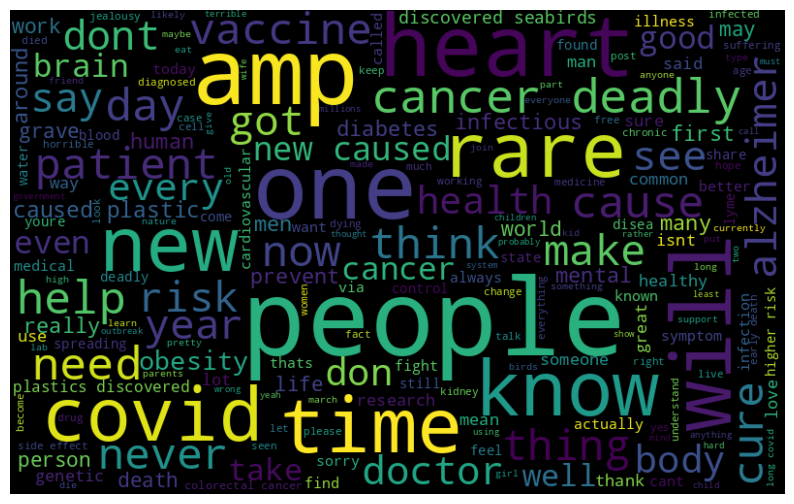 jealousy likely terrible
work died maybe
dont
vaccine
eat
called
discovered seabirds
illness
infected
may
suffering
brain
today
diagnosed
amp
wife
keep
heart
found
man
post
good
said
type
age
must
around
say
day
friend
millions
got
cancer deadly
part
anyone
everyone
grave
blood
case
cell
give
diabetes
infectious
sure
free
chronic
first
call
water
horrible
human
new caused
rare
see
share
hope
alzheimer
patient
way
every
join
made
much
working
medicine
common
better
lyme
caused plastic
come
old
cardiovascular
men
one
health cause
many
currently
youre
look
nature
want
dying
children
kid
world
disea
isnt
put
two
government
even
new
thought
now
think
probably
rather
state
make
Will
medical
high
deadly
prevent
via
cancer
system
always
something
mental
healthy
long
help
risk
people
control
change
everything
known
great
symptom
least
infection
early death
higher risk
use
really
learn
outbreak
women
fact
talk
show
support
spreading
lab
pretty
year
thats
don
fight
birds
someone
right
live
need
obesity
know
cure
love
plastics discovered
wrong
parents
lot
life
still
kidney
research
mean
actually
understand
yes
mind
anything
hard
long covid
become
drug
yeah
march
covid
time
thing
body
side effect
let
please
using
feel
person
never
seen
sorry
girl
genetic
die
death
take
find
doctor
well
thank
cant
child
colorectal cancer